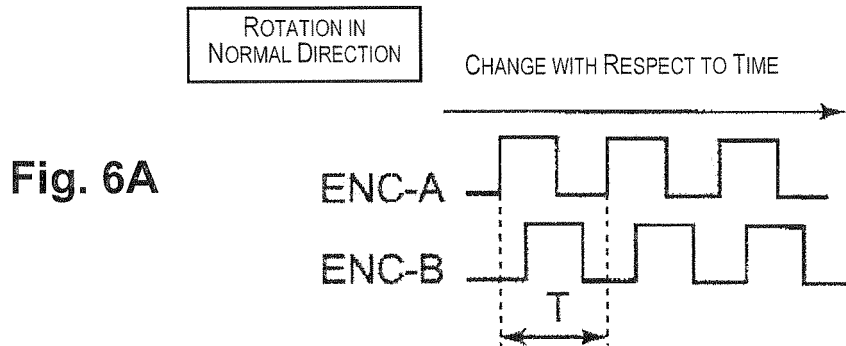 ROTATION IN
NORMAL DIRECTION
CHANGE WITH RESPECT TO TIME
Fig. 6A
ENC-A
ENC-B
T